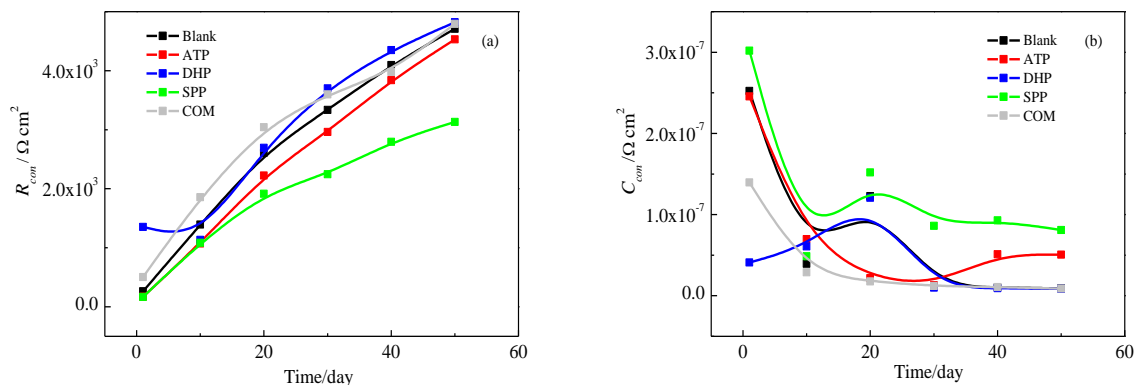 Blank
ATP
DHP
SPP
COM
(a)
4.0x10³
2.0x10³
0.0
R_con / Ω cm²
0
20
40
60
Time/day
Blank
ATP
DHP
SPP
COM
(b)
3.0x10⁻⁷
2.0x10⁻⁷
1.0x10⁻⁷
0.0
C_con / Ω cm²
0
20
40
60
Time/day